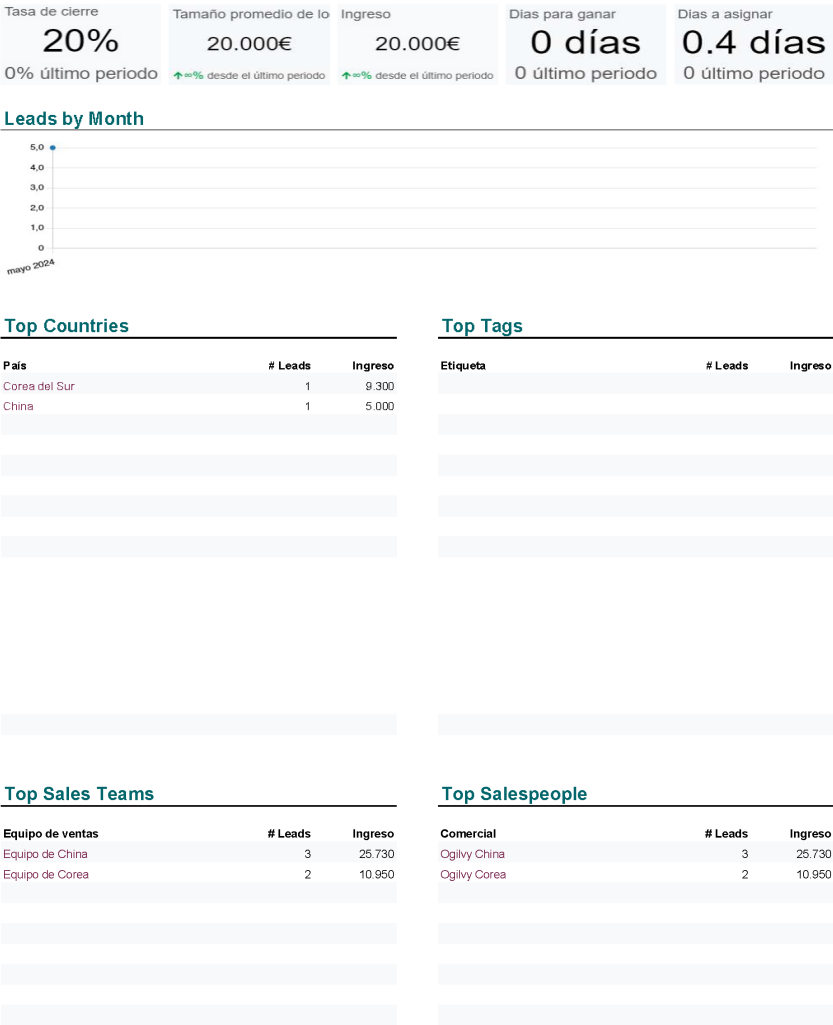 Tasa de cierre
20%
0% último periodo
Tamaño promedio de lo
20.000€
↑∞% desde el último periodo
Ingreso
20.000€
↑∞% desde el último periodo
Dias para ganar
0 días
0 último periodo
Dias a asignar
0.4 días
0 último periodo
Leads by Month
5,0
4,0
3,0
2,0
1,0
0
mayo 2024
Top Countries
País # Leads Ingreso
Corea del Sur 1 9.300
China 1 5.000
Top Tags
Etiqueta # Leads Ingreso
Top Sales Teams
Equipo de ventas # Leads Ingreso
Equipo de China 3 25.730
Equipo de Corea 2 10.950
Top Salespeople
Comercial # Leads Ingreso
Ogilvy China 3 25.730
Ogilvy Corea 2 10.950